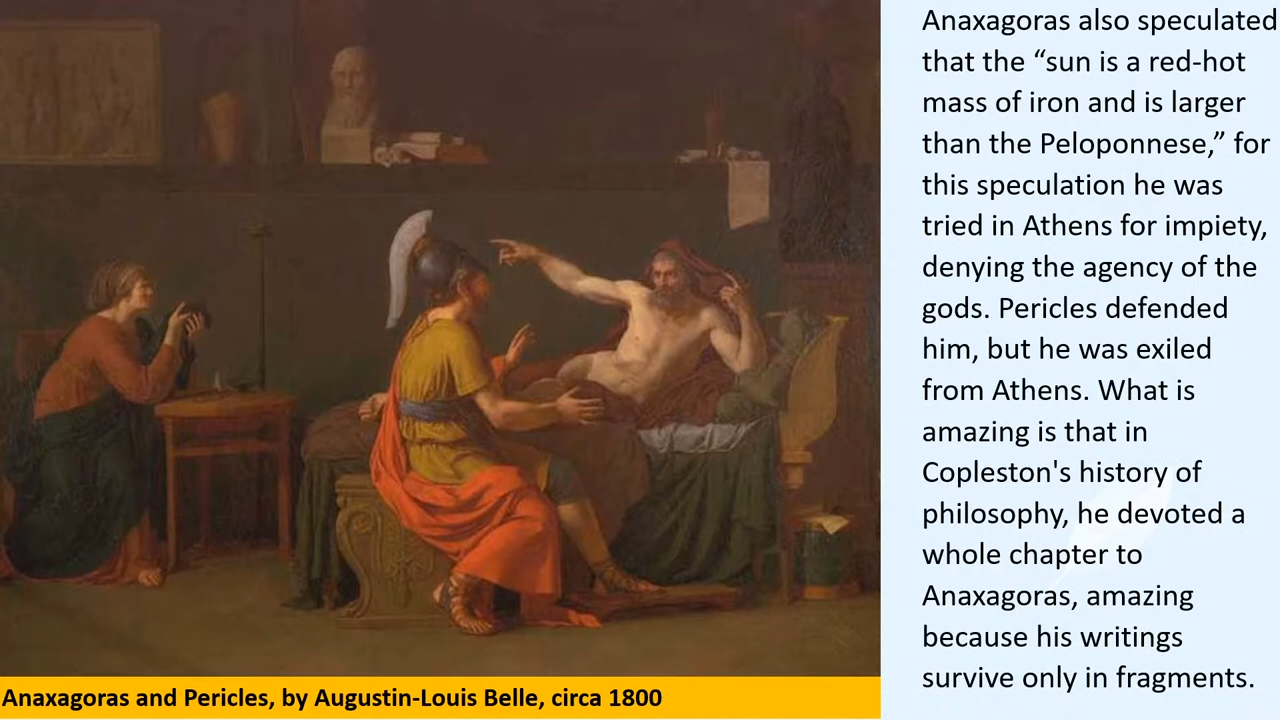 Anaxagoras also speculated
that the “sun is a red-hot
mass of iron and is larger
than the Peloponnese,” for
this speculation he was
tried in Athens for impiety,
denying the agency of the
gods. Pericles defended
him, but he was exiled
from Athens. What is
amazing is that in
Copleston's history of
philosophy, he devoted a
whole chapter to
Anaxagoras, amazing
because his writings
survive only in fragments.
Anaxagoras and Pericles, by Augustin-Louis Belle, circa 1800